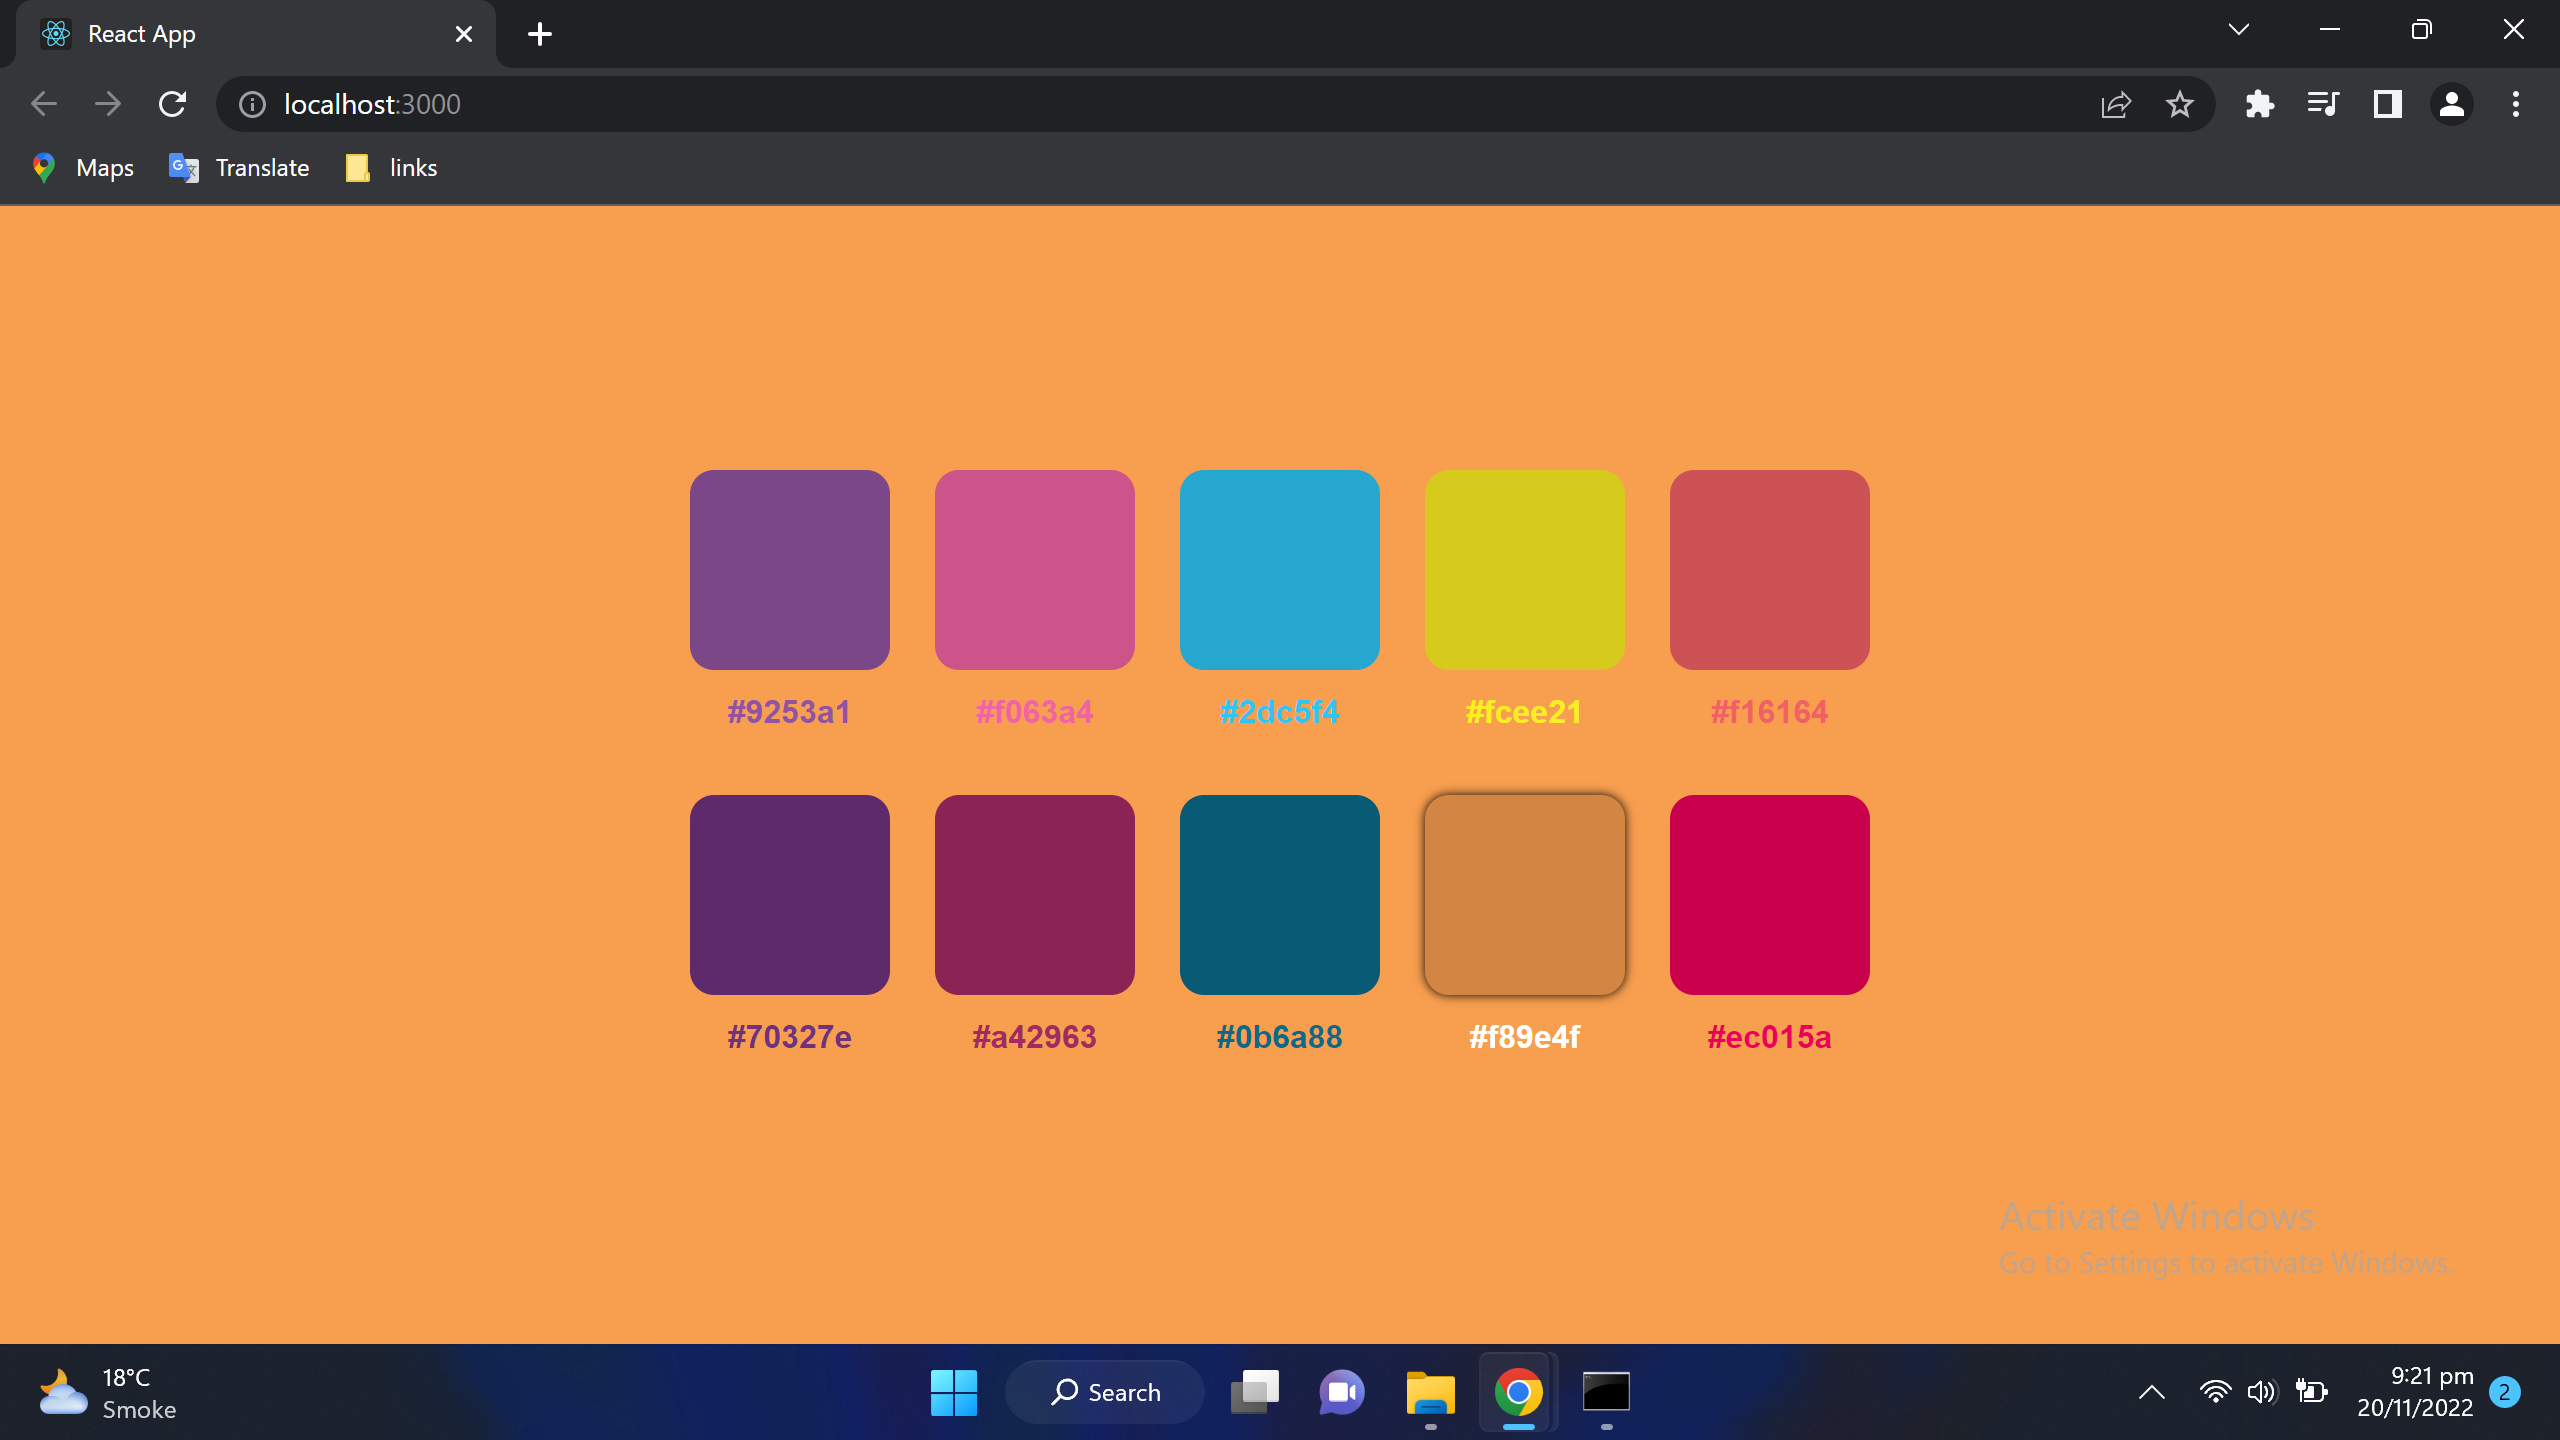 React App
localhost:3000
Maps Translate links
#9253a1 #f063a4 #2dc5f4 #fcee21 #f16164
#70327e #a42963 #0b6a88 #f89e4f #ec015a
Activate Windows
Go to Settings to activate Windows.
18°C
Smoke
Search
9:21 pm
20/11/2022
2